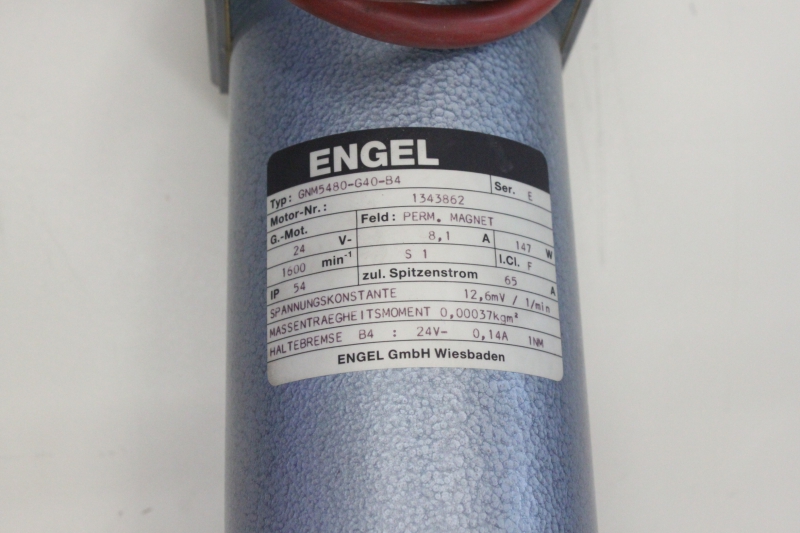 ENGEL
Typ: GNM5480-G40-B4 Ser. E
Motor-Nr.: 1343862
G.-Mot. Feld: PERM. MAGNET
24 V- 8,1 A 147 W
1600 min⁻¹ S 1 I.Cl. F
IP 54 zul. Spitzenstrom 65 A
SPANNUNGSKONSTANTE 12,6mV / 1/min
MASSENTRAEGHEITSMOMENT 0,00037kgm²
HALTEBREMSE B4 : 24V- 0,14A 1NM
ENGEL GmbH Wiesbaden